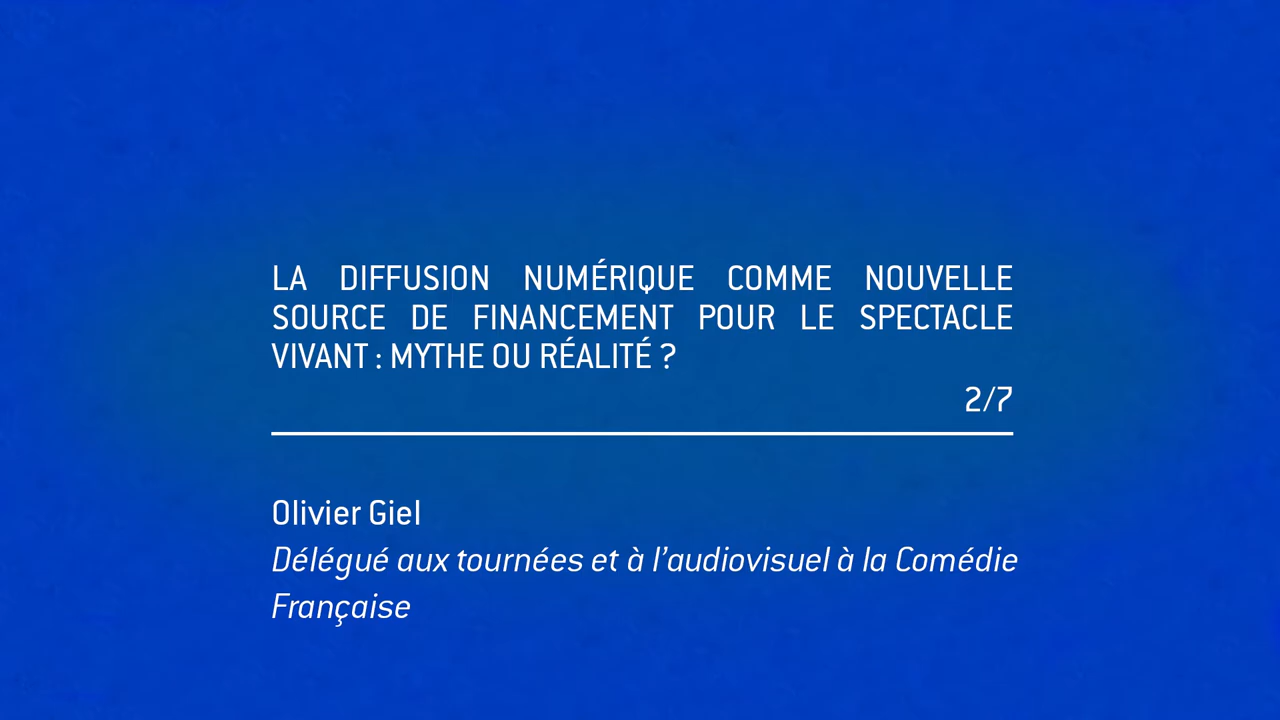 LA DIFFUSION NUMÉRIQUE COMME NOUVELLE
SOURCE DE FINANCEMENT POUR LE SPECTACLE
VIVANT : MYTHE OU RÉALITÉ ?
2/7
Olivier Giel
Délégué aux tournées et à l’audiovisuel à la Comédie
Française